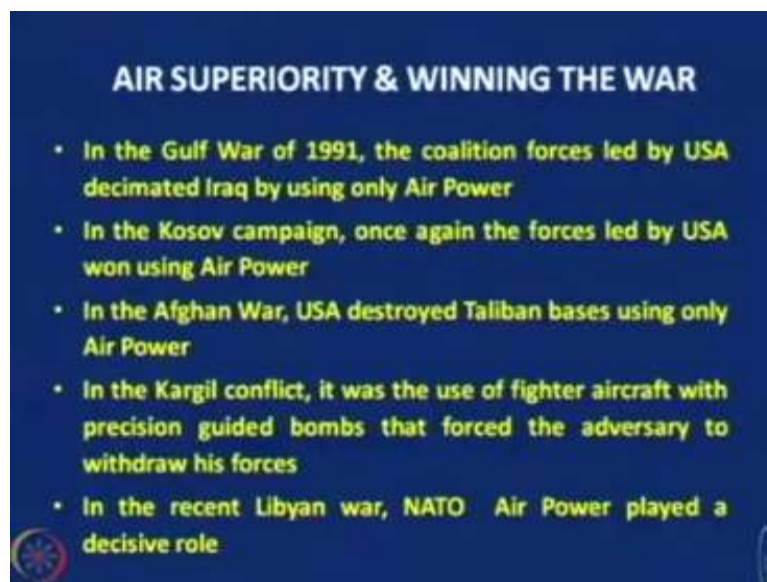 AIR SUPERIORITY & WINNING THE WAR
• In the Gulf War of 1991, the coalition forces led by USA
decimated Iraq by using only Air Power
• In the Kosov campaign, once again the forces led by USA
won using Air Power
• In the Afghan War, USA destroyed Taliban bases using only
Air Power
• In the Kargil conflict, it was the use of fighter aircraft with
precision guided bombs that forced the adversary to
withdraw his forces
• In the recent Libyan war, NATO Air Power played a
decisive role